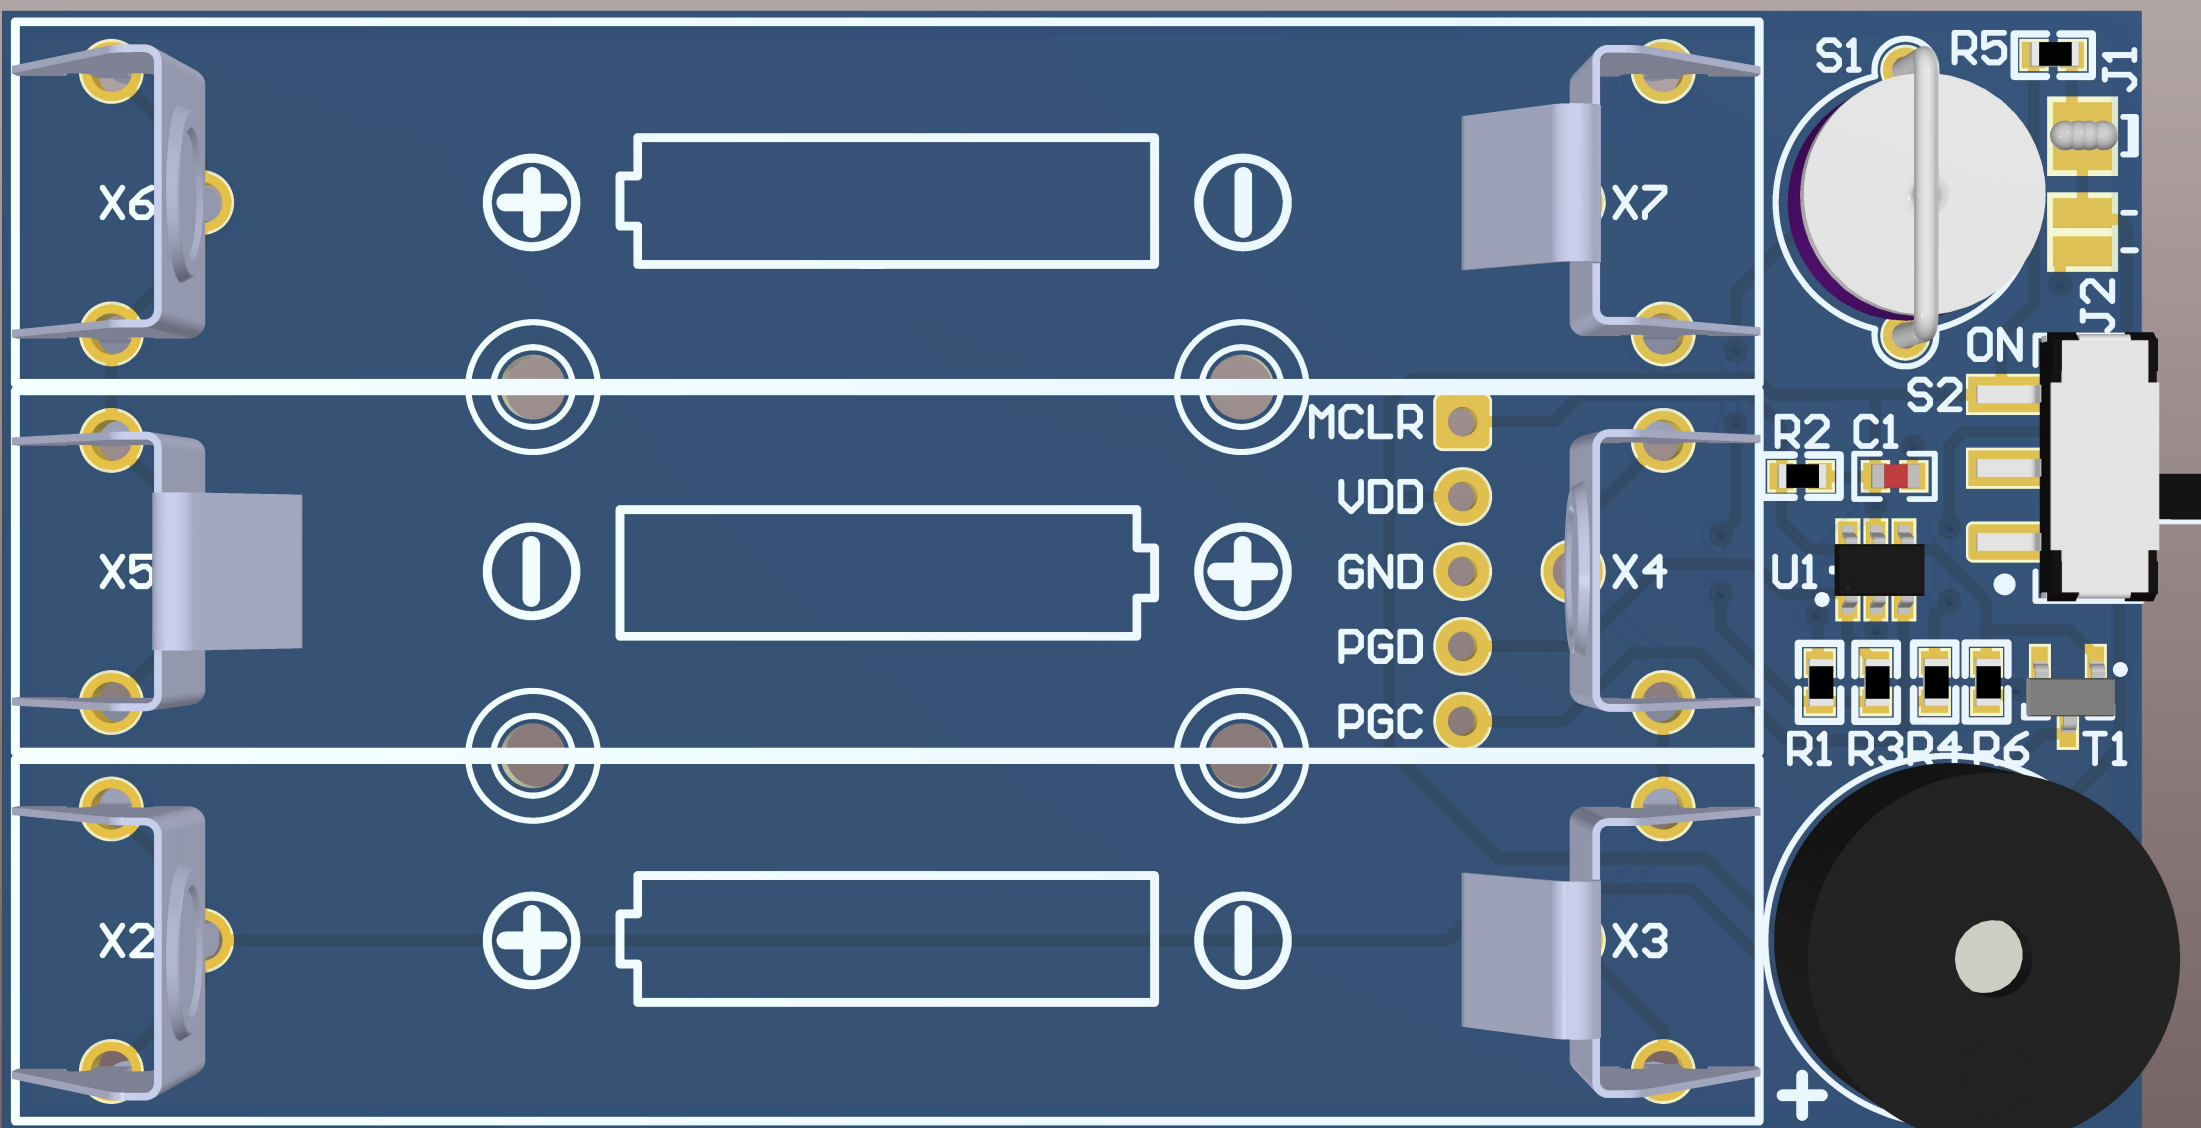 S1 R5
J1
X6 X7
J2
ON
S2
MCLR
R2 C1
VDD
X5 GND X4 U1
PGD
PGC
R1 R3 R4 R6 T1
X2 X3
+